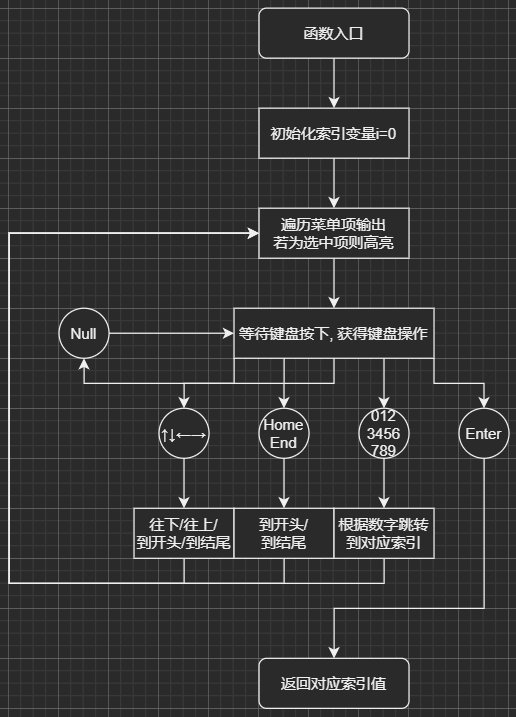 函数入口
初始化索引变量i=0
遍历菜单项输出
若为选中项则高亮
等待键盘按下, 获得键盘操作
Null
↑↓←→
Home
End
012
3456
789
Enter
往下/往上/
到开头/到结尾
到开头/
到结尾
根据数字跳转
到对应索引
返回对应索引值